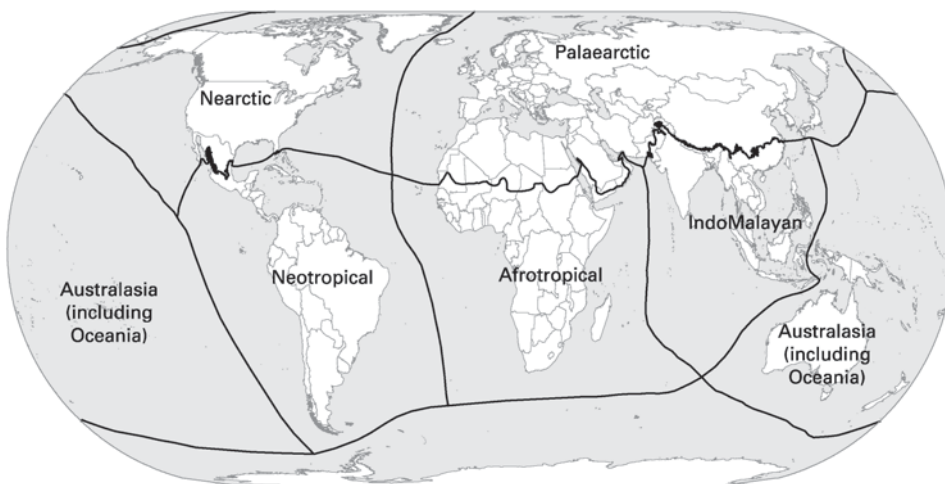 Palaearctic
Nearctic
IndoMalayan
Neotropical
Afrotropical
Australasia
(including
Oceania)
Australasia
(including
Oceania)